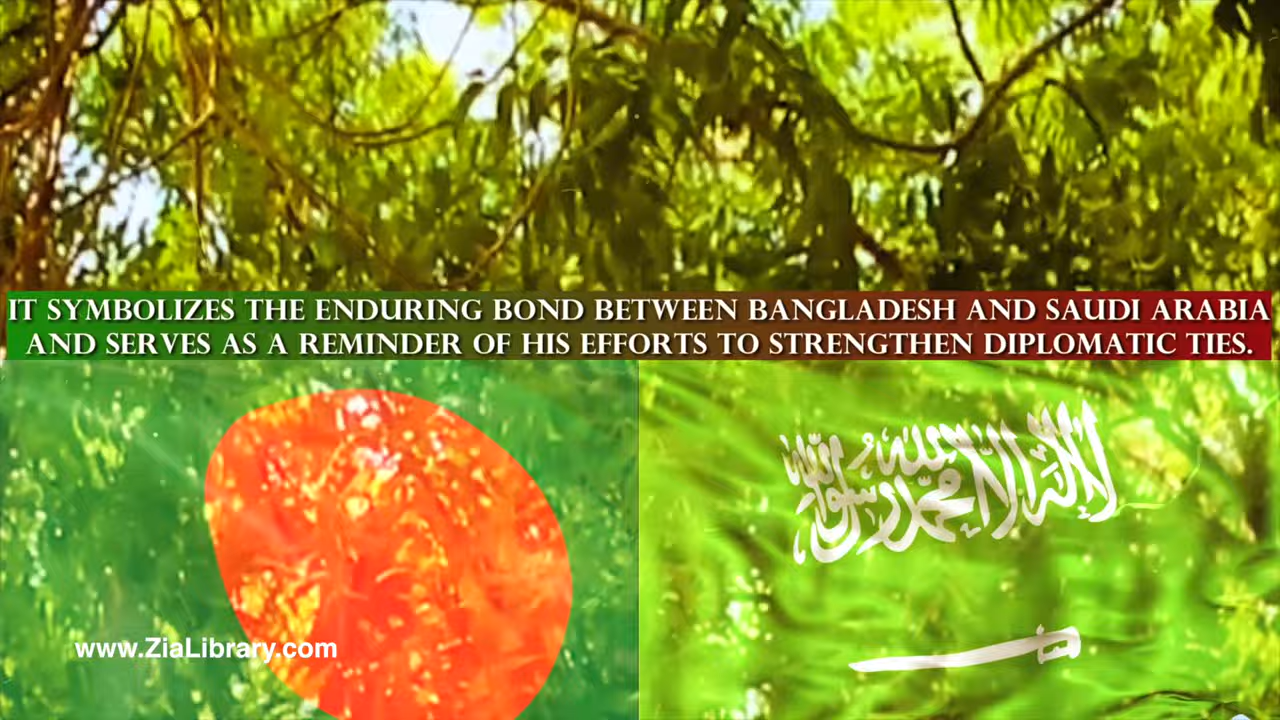 IT SYMBOLIZES THE ENDURING BOND BETWEEN BANGLADESH AND SAUDI ARABIA
AND SERVES AS A REMINDER OF HIS EFFORTS TO STRENGTHEN DIPLOMATIC TIES.
لا إله إلا الله محمد رسول الله
www.ZiaLibrary.com